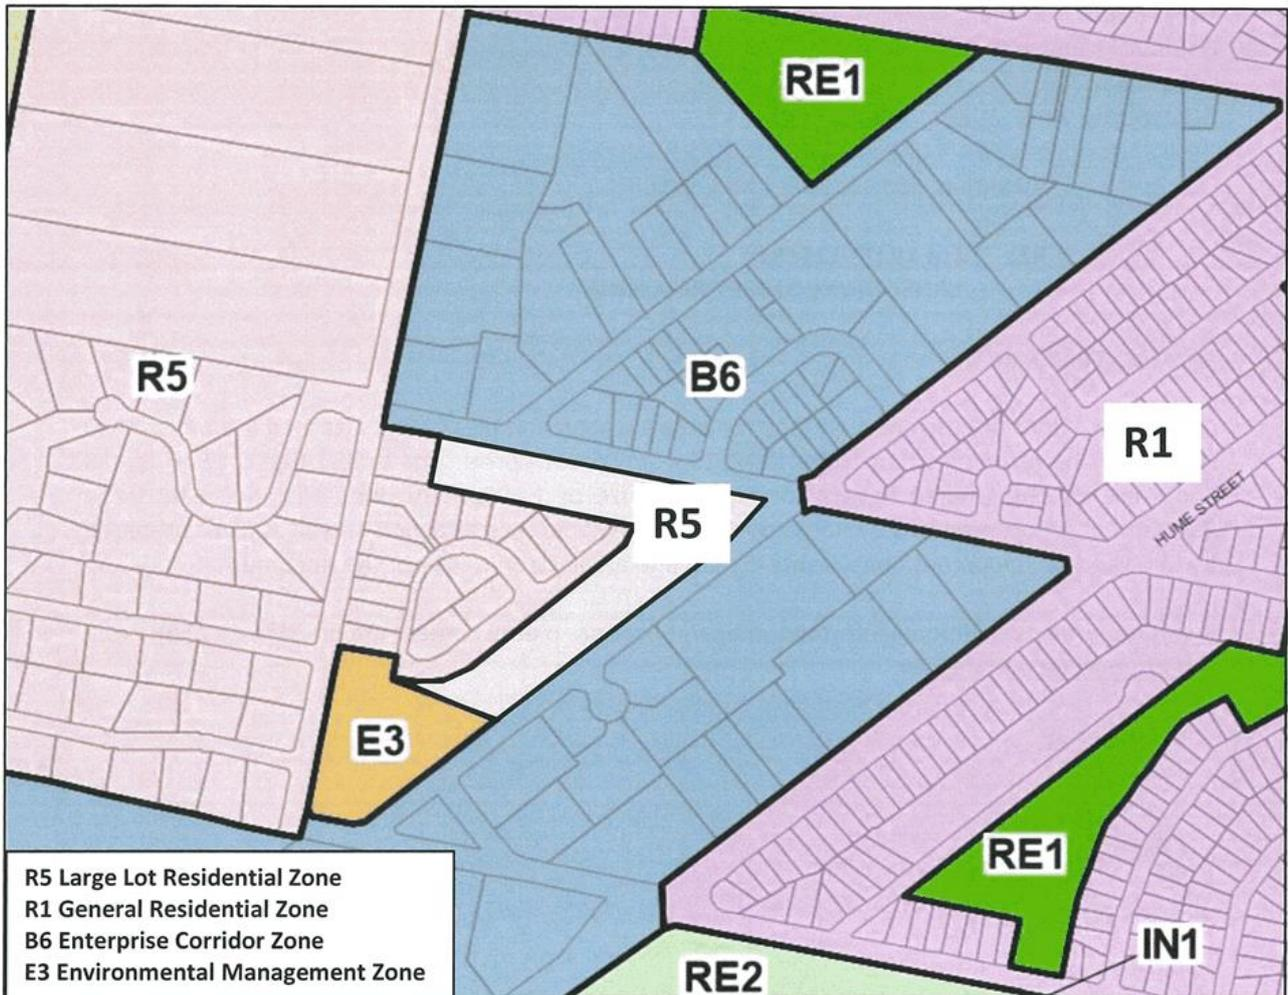 RE1
R5
B6
R1
R5
HUME STREET
E3
RE1
IN1
RE2
R5 Large Lot Residential Zone
R1 General Residential Zone
B6 Enterprise Corridor Zone
E3 Environmental Management Zone